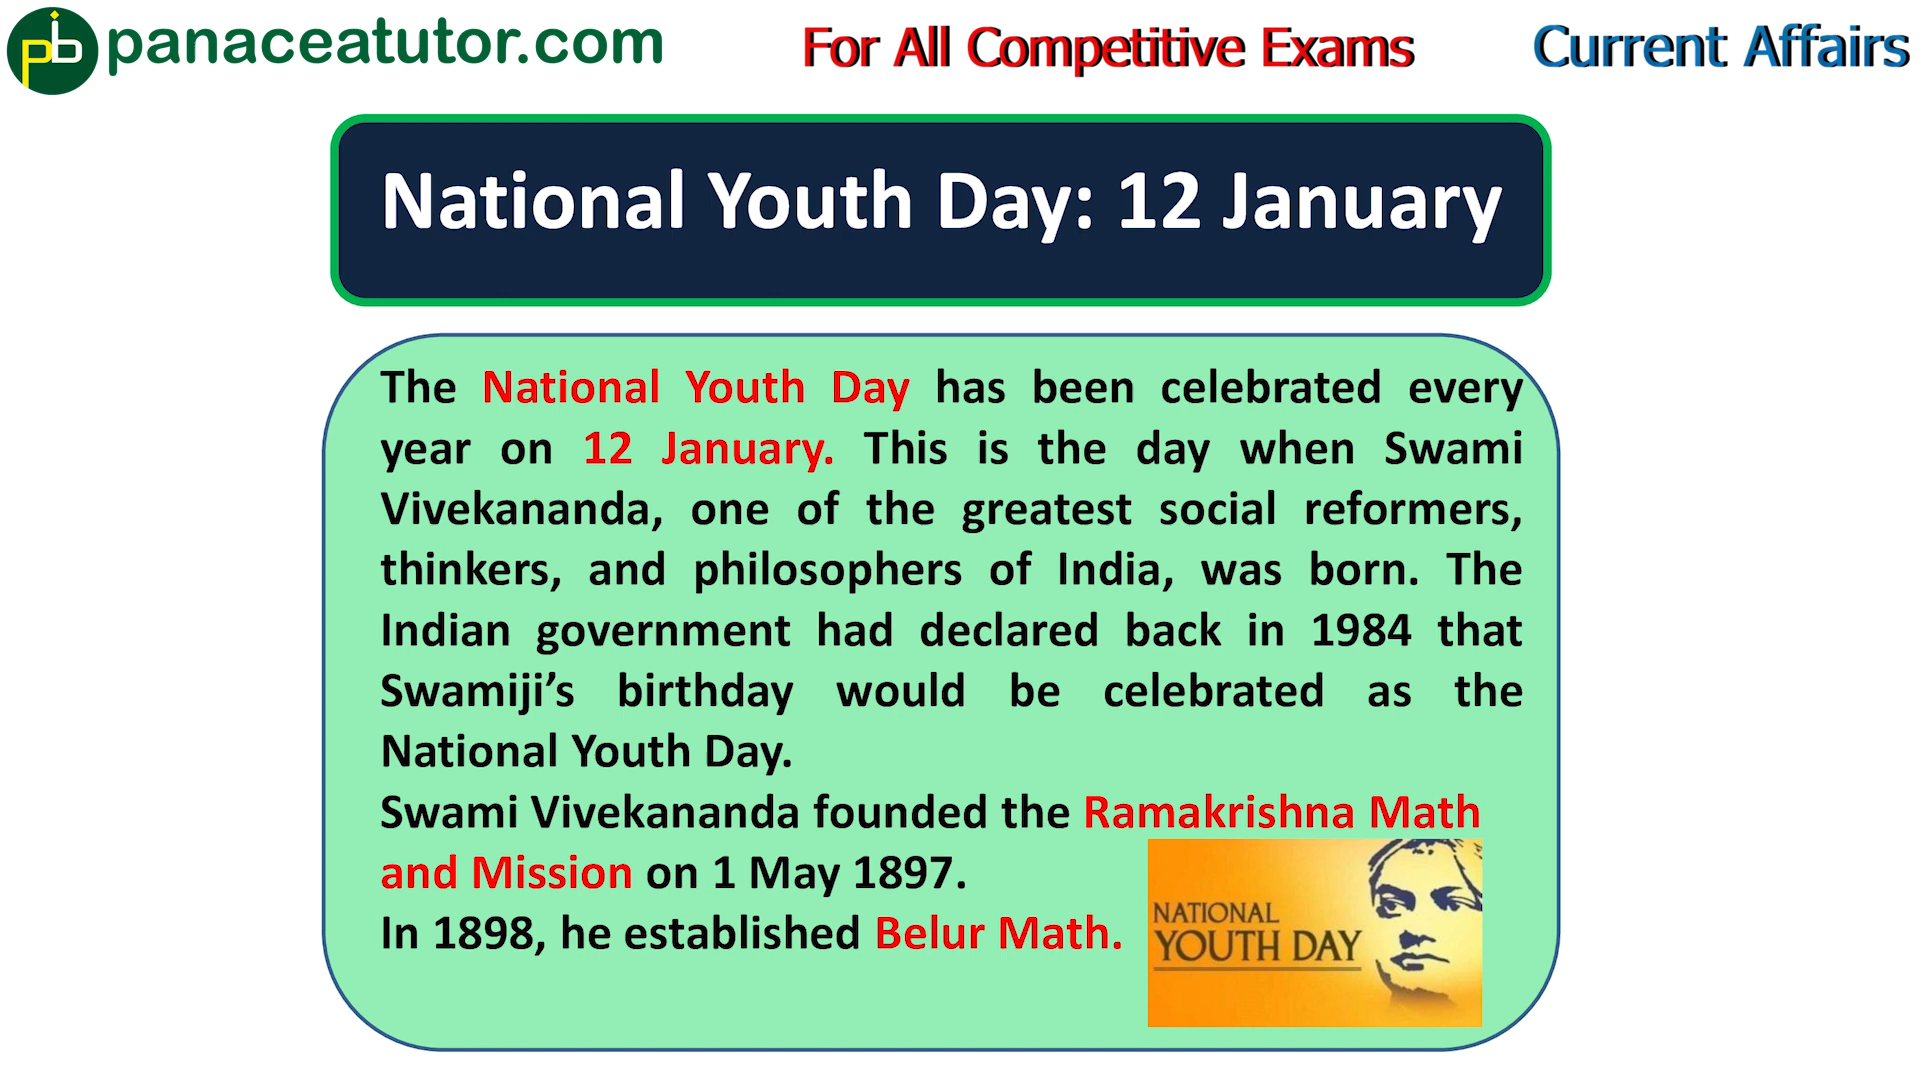 pb panaceatutor.com
For All Competitive Exams
Current Affairs
National Youth Day: 12 January
The National Youth Day has been celebrated every
year on 12 January. This is the day when Swami
Vivekananda, one of the greatest social reformers,
thinkers, and philosophers of India, was born. The
Indian government had declared back in 1984 that
Swamiji’s birthday would be celebrated as the
National Youth Day.
Swami Vivekananda founded the Ramakrishna Math
and Mission on 1 May 1897.
In 1898, he established Belur Math.
NATIONAL
YOUTH DAY